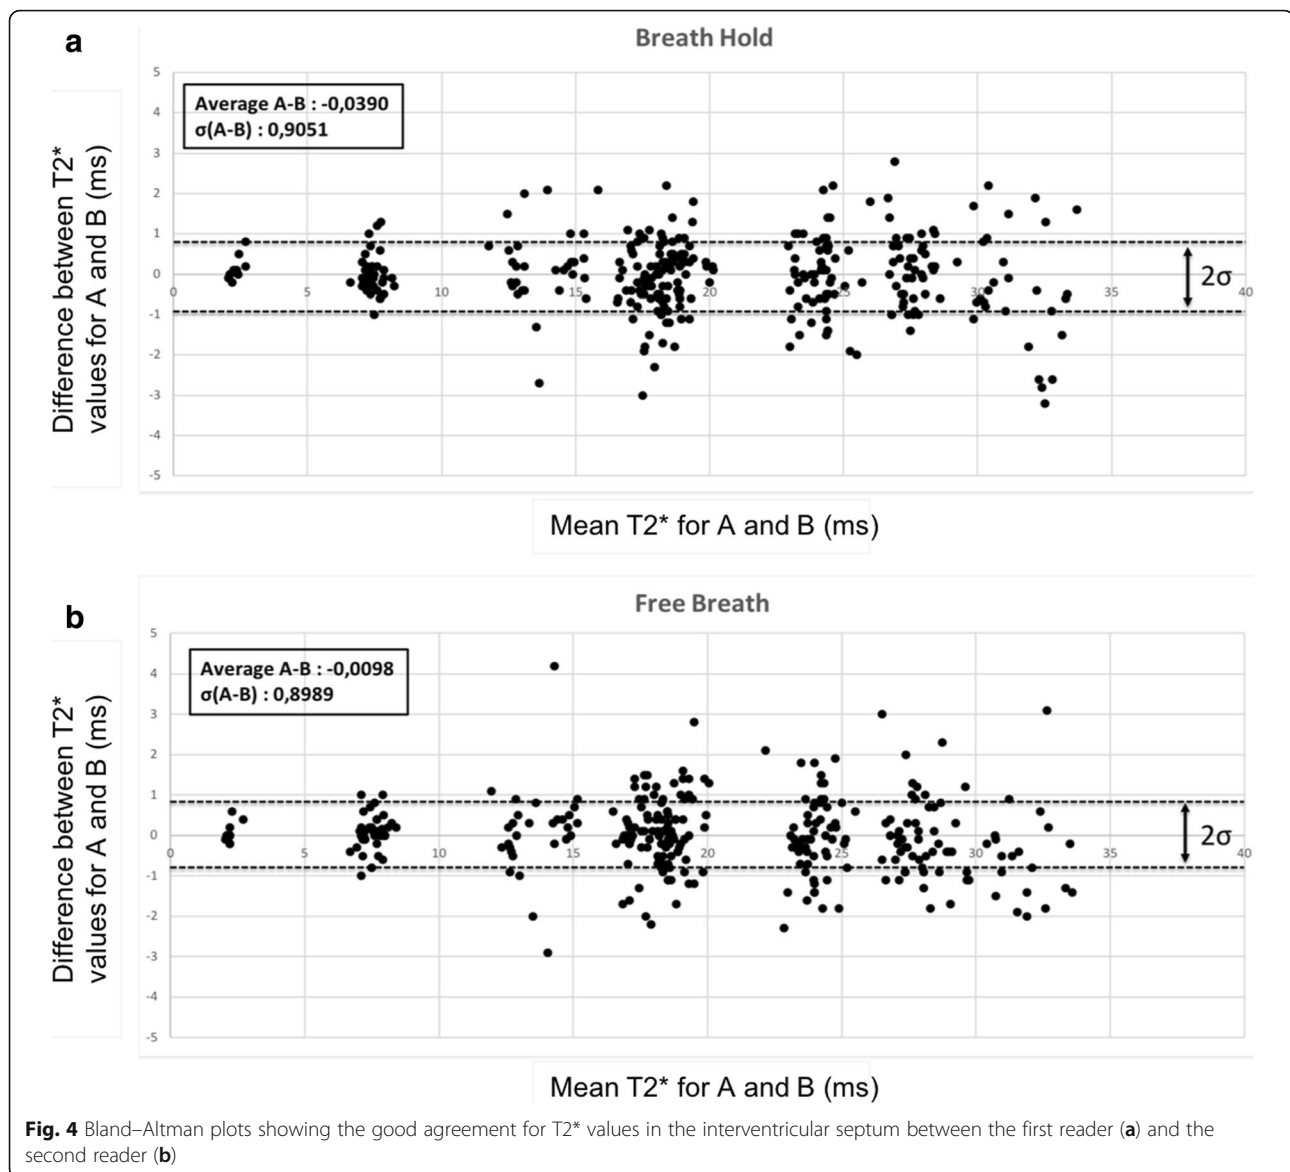 a
Breath Hold
Average A-B : -0,0390
σ(A-B) : 0,9051
Difference between T2*
values for A and B (ms)
5
4
3
2
1
0
-1
-2
-3
-4
-5
0 5 10 15 20 25 30 35 40
2σ
Mean T2* for A and B (ms)
b
Free Breath
Average A-B : -0,0098
σ(A-B) : 0,8989
Difference between T2*
values for A and B (ms)
5
4
3
2
1
0
-1
-2
-3
-4
-5
0 5 10 15 20 25 30 35 40
2σ
Mean T2* for A and B (ms)
Fig. 4 Bland–Altman plots showing the good agreement for T2* values in the interventricular septum between the first reader (a) and the
second reader (b)